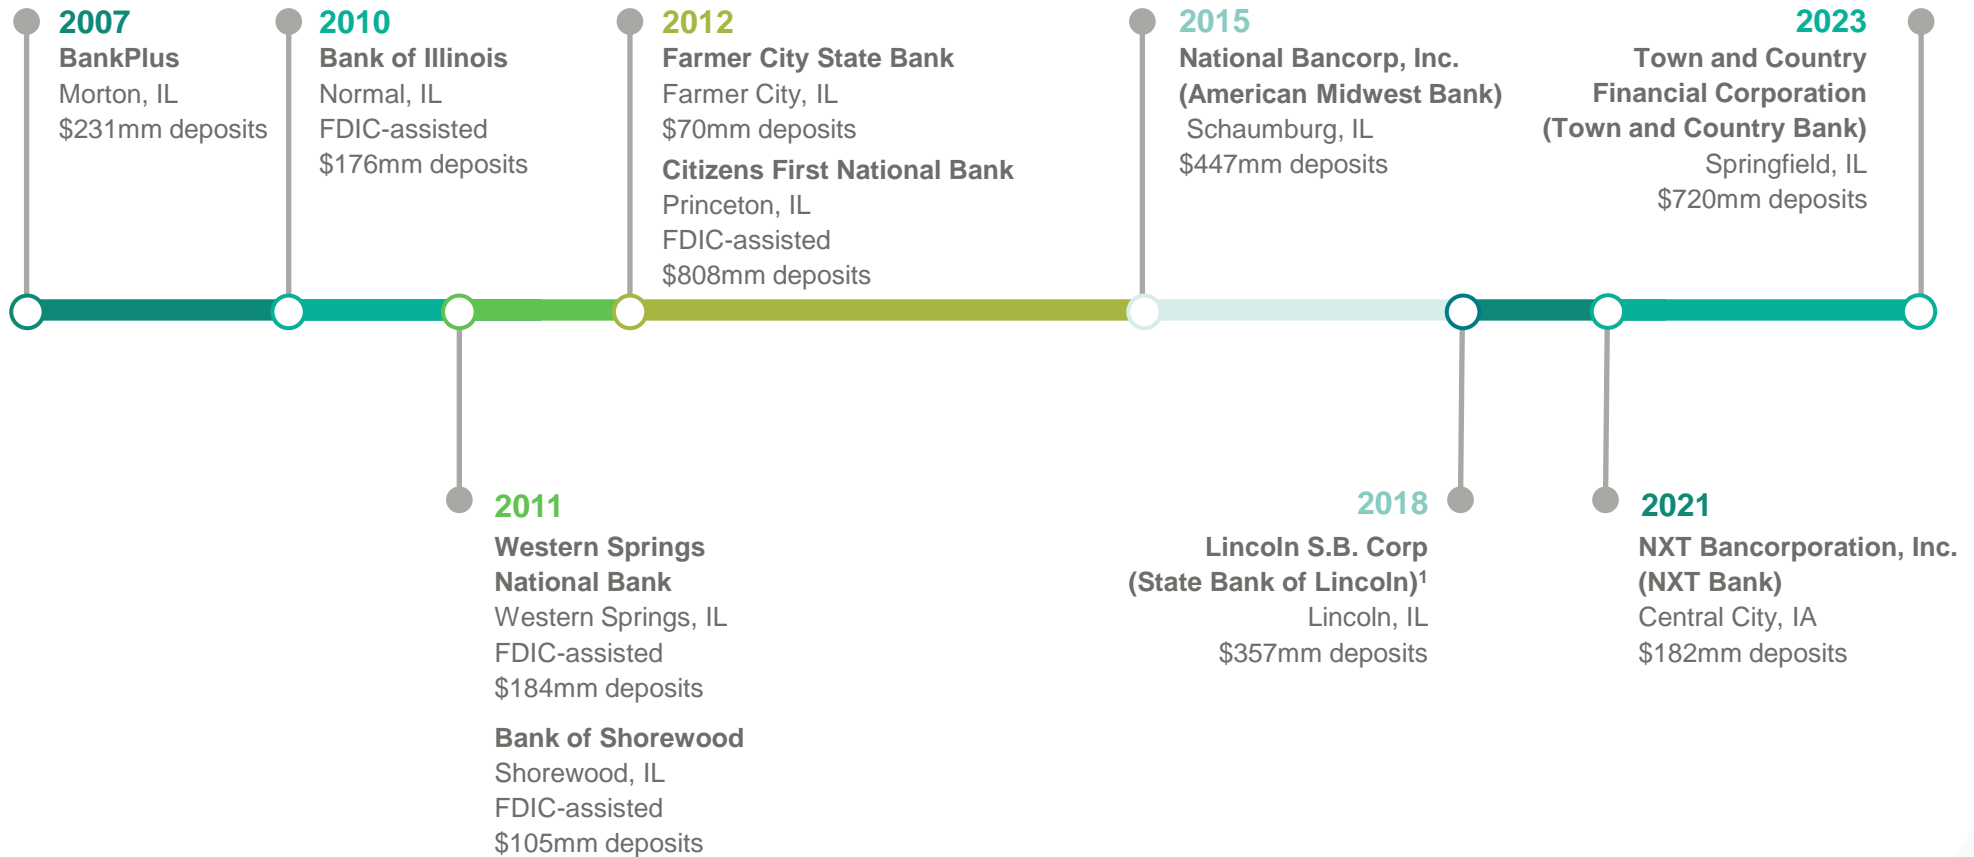 2007
BankPlus
Morton, IL
$231mm deposits
2010
Bank of Illinois
Normal, IL
FDIC-assisted
$176mm deposits
2012
Farmer City State Bank
Farmer City, IL
$70mm deposits
Citizens First National Bank
Princeton, IL
FDIC-assisted
$808mm deposits
2015
National Bancorp, Inc.
(American Midwest Bank)
Schaumburg, IL
$447mm deposits
2023
Town and Country
Financial Corporation
(Town and Country Bank)
Springfield, IL
$720mm deposits
2011
Western Springs
National Bank
Western Springs, IL
FDIC-assisted
$184mm deposits
Bank of Shorewood
Shorewood, IL
FDIC-assisted
$105mm deposits
2018
Lincoln S.B. Corp
(State Bank of Lincoln)¹
Lincoln, IL
$357mm deposits
2021
NXT Bancorporation, Inc.
(NXT Bank)
Central City, IA
$182mm deposits